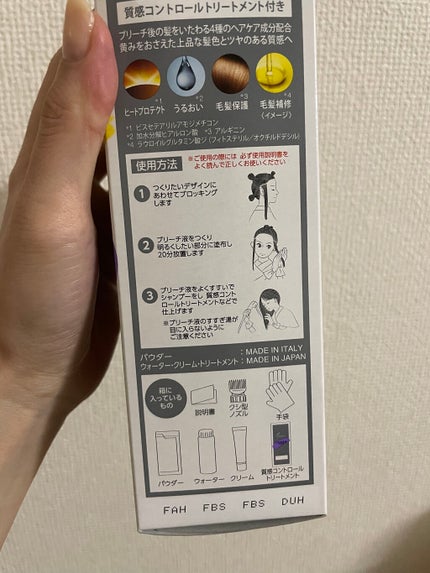 質感コントロールトリートメント付き
ブリーチ後の髪をいたわる4種のヘアケア成分配合
黄みをおさえた上品な髪色とツヤのある質感へ
*1 *2 *3 *4
ヒートプロテクト うるおい 毛髪保護 毛髪補修
(イメージ)
*1 ビスセテアリルアモジメチコン
*2 加水分解ヒアルロン酸 *3 アルギニン
*4 ラウロイルグルタミン酸ジ(フィトステリル/オクチルドデシル)
使用方法
※ご使用の際には 必ず使用説明書を
よく読んで正しくお使いください
1 つくりたいデザインに
あわせてブロッキング
します
2 ブリーチ液をつくり
明るくしたい部分に塗布し
20分放置します
3 ブリーチ液をよくすすいで
シャンプーをし 質感コント
ロールトリートメントなどで
仕上げます
※ブリーチ液のすすぎ湯が
目に入らないように
ご注意ください
パウダー :MADE IN ITALY
ウォーター・クリーム・トリートメント:MADE IN JAPAN
箱に
入っている
もの
説明書
クシ型
ノズル
手袋
パウダー ウォーター クリーム 質感コントロール
トリートメント
FAH FBS FBS DUH